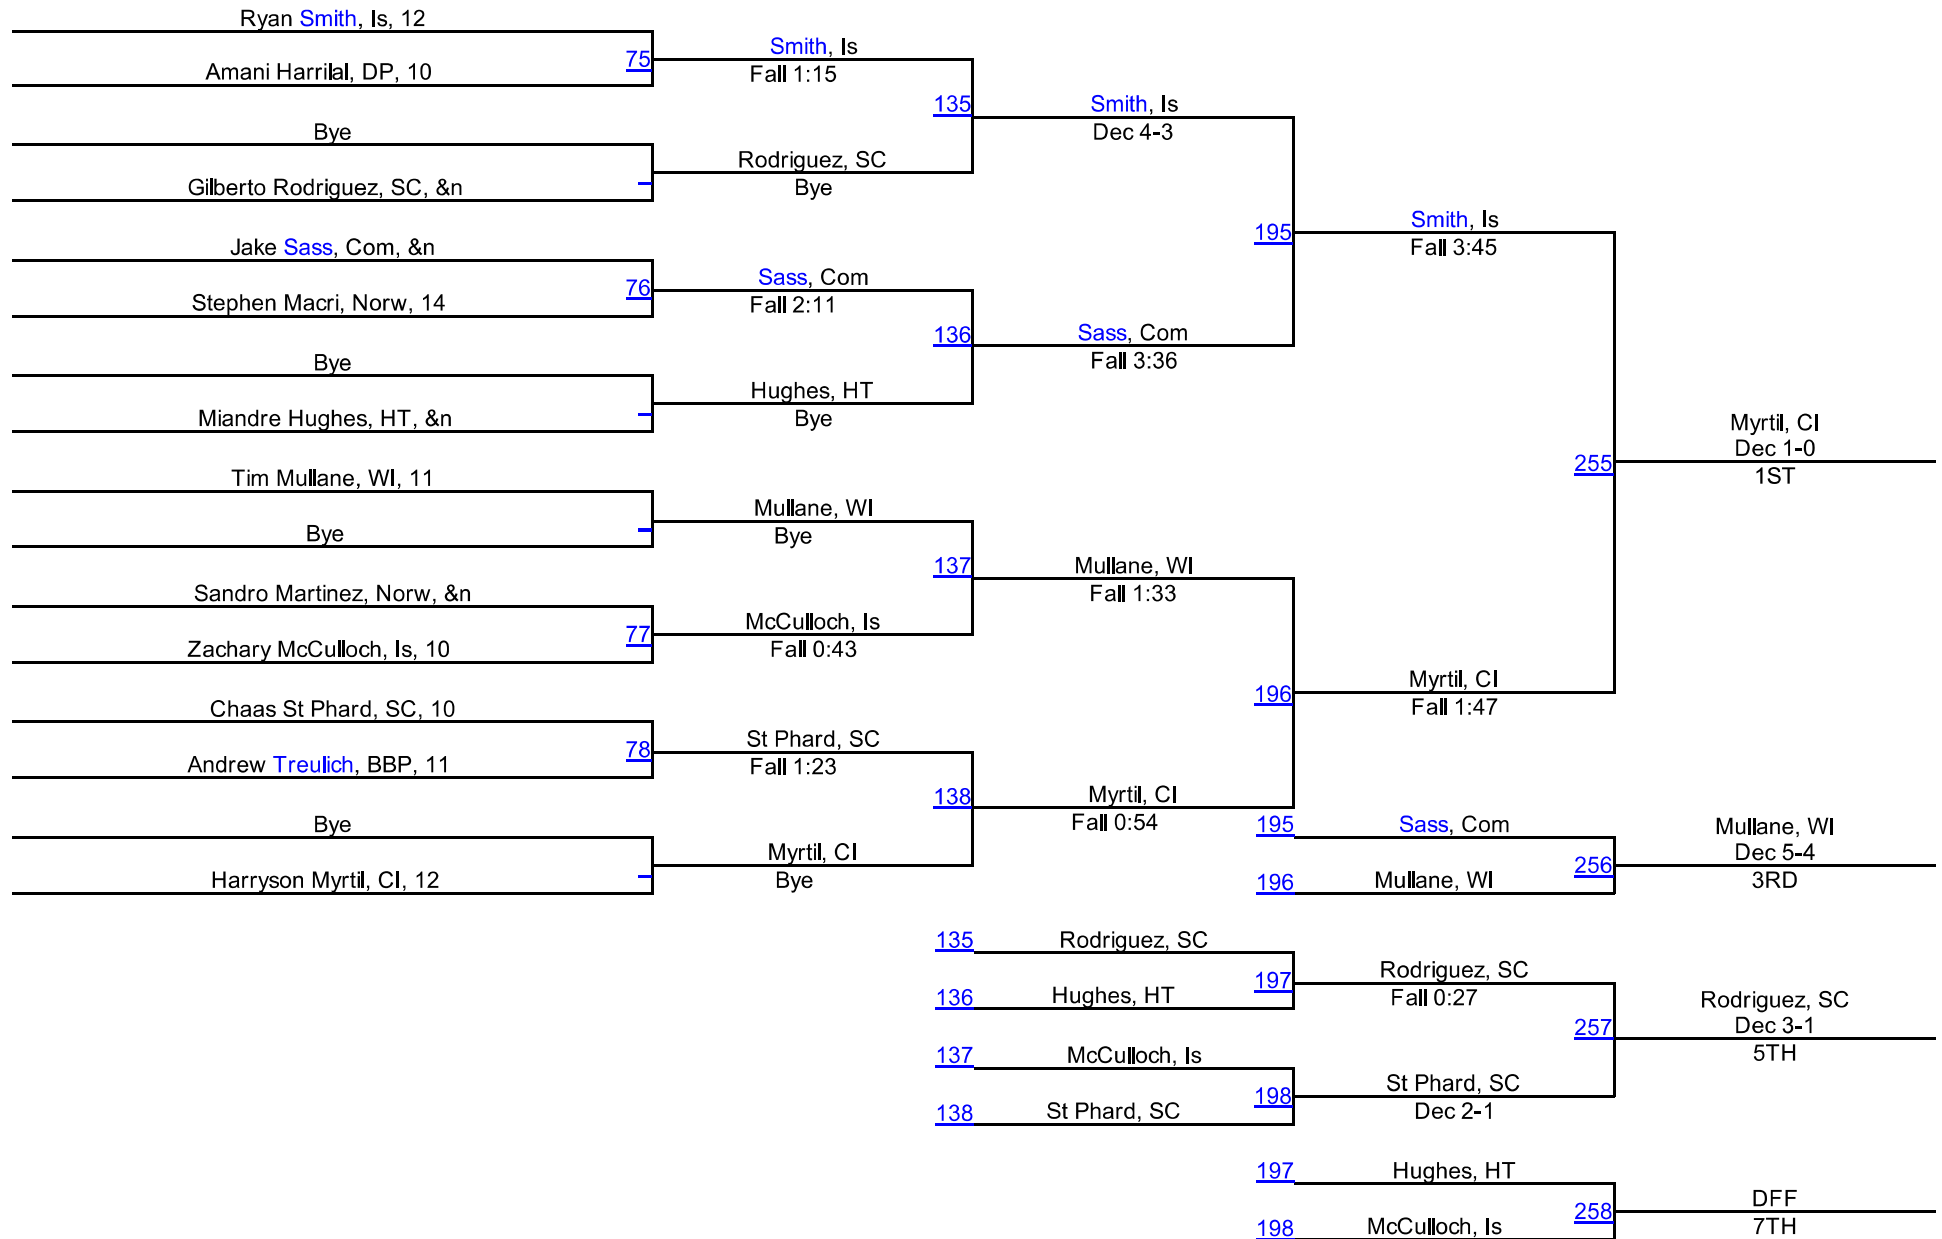 Ryan Smith, Is, 12
75
Amani Harrilal, DP, 10
Smith, Is
Fall 1:15
135
Bye
Gilberto Rodriguez, SC, &n
Rodriguez, SC
Bye
Smith, Is
Dec 4-3
195
Jake Sass, Com, &n
76
Stephen Macri, Norw, 14
Sass, Com
Fall 2:11
136
Bye
Miandre Hughes, HT, &n
Hughes, HT
Bye
Sass, Com
Fall 3:36
Smith, Is
Fall 3:45
255
Tim Mullane, WI, 11
Bye
Mullane, WI
Bye
137
Sandro Martinez, Norw, &n
77
Zachary McCulloch, Is, 10
McCulloch, Is
Fall 0:43
Mullane, WI
Fall 1:33
196
Chaas St Phard, SC, 10
78
Andrew Treulich, BBP, 11
St Phard, SC
Fall 1:23
138
Bye
Harryson Myrtil, CI, 12
Myrtil, CI
Bye
Myrtil, CI
Fall 0:54
Myrtil, CI
Fall 1:47
Myrtil, CI
Dec 1-0
1ST
195
Sass, Com
256
196
Mullane, WI
Mullane, WI
Dec 5-4
3RD
135
Rodriguez, SC
197
136
Hughes, HT
Rodriguez, SC
Fall 0:27
257
137
McCulloch, Is
198
138
St Phard, SC
St Phard, SC
Dec 2-1
Rodriguez, SC
Dec 3-1
5TH
197
Hughes, HT
258
198
McCulloch, Is
DFF
7TH